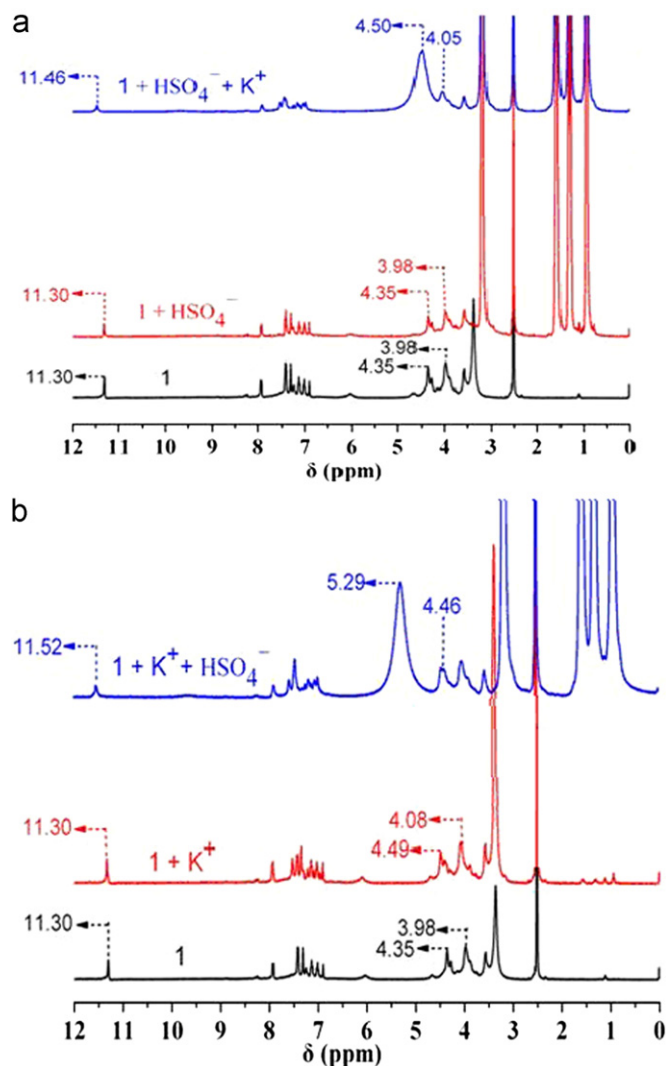 a
4.50
4.05
11.46
1 + HSO₄⁻ + K⁺
3.98
11.30
4.35
1 + HSO₄⁻
3.98
11.30
1
4.35
12 11 10 9 8 7 6 5 4 3 2 1 0
δ (ppm)
b
5.29
4.46
11.52
1 + K⁺ + HSO₄⁻
11.30
4.08
1 + K⁺
4.49
11.30
3.98
1
4.35
12 11 10 9 8 7 6 5 4 3 2 1 0
δ (ppm)